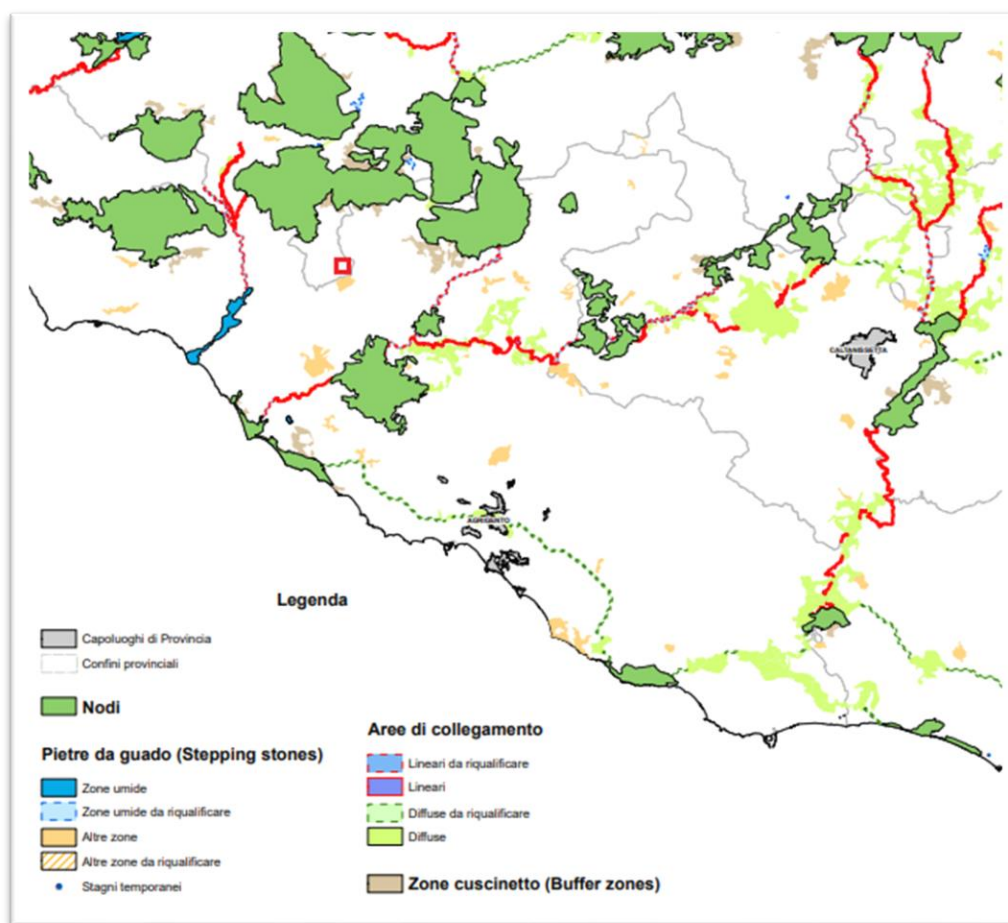 CALTANISSETTA
AGRIGENTO
Legenda
Capoluoghi di Provincia
Confini provinciali
Nodi
Pietre da guado (Stepping stones)
Zone umide
Zone umide da riqualificare
Altre zone
Altre zone da riqualificare
Stagni temporanei
Aree di collegamento
Lineari da riqualificare
Lineari
Diffuse da riqualificare
Diffuse
Zone cuscinetto (Buffer zones)